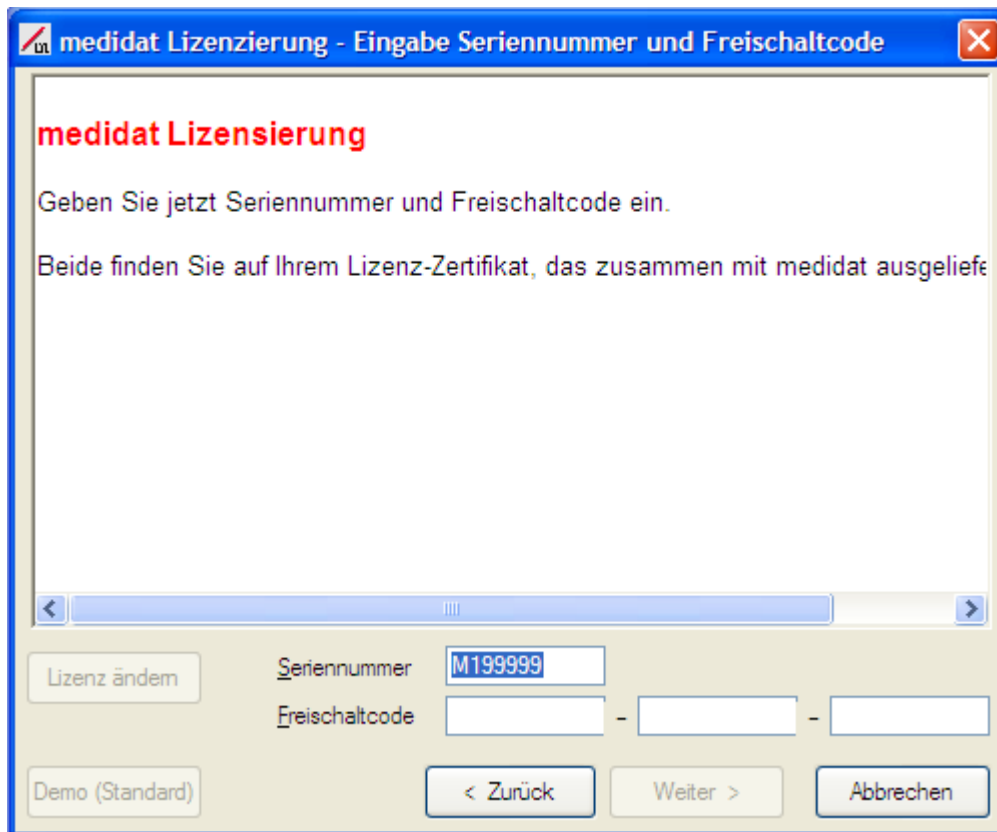 medidat Lizenzierung - Eingabe Seriennummer und Freischaltcode
medidat Lizensierung
Geben Sie jetzt Seriennummer und Freischaltcode ein.
Beide finden Sie auf Ihrem Lizenz-Zertifikat, das zusammen mit medidat ausgeliefe
Lizenz ändern
Seriennummer M199999
Freischaltcode - -
Demo (Standard) < Zurück Weiter > Abbrechen